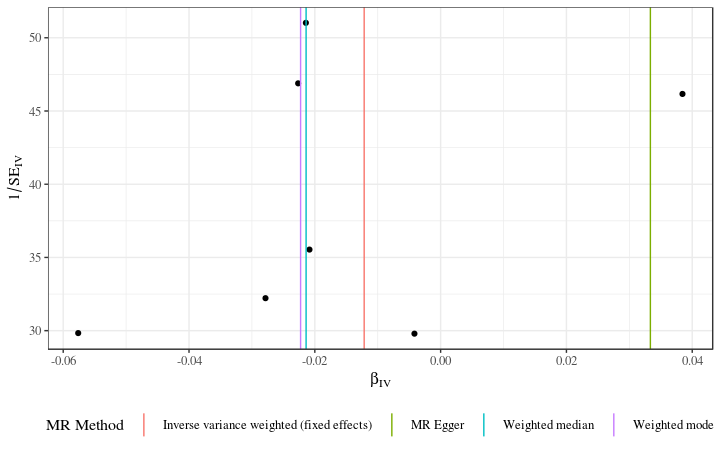 50
45
40
35
30
1/SE_IV
-0.06 -0.04 -0.02 0.00 0.02 0.04
β_IV
MR Method Inverse variance weighted (fixed effects) MR Egger Weighted median Weighted mode